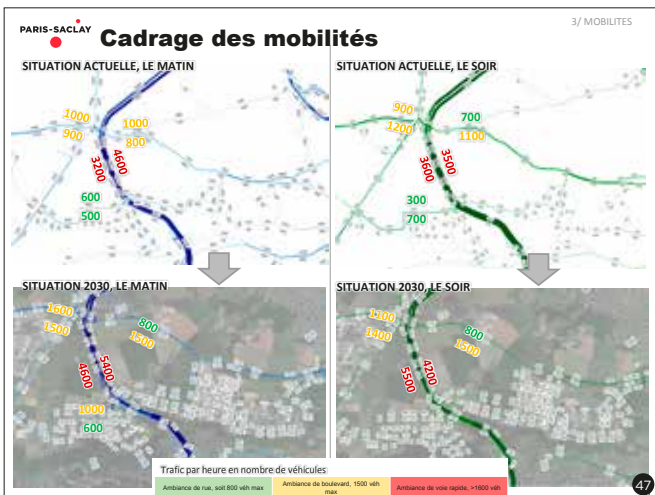 3/ MOBILITES
PARIS-SACLAY
Cadrage des mobilités
SITUATION ACTUELLE, LE MATIN
1000
900
1000
800
4600
3200
600
500
SITUATION ACTUELLE, LE SOIR
900
1200
700
1100
3500
3600
300
700
SITUATION 2030, LE MATIN
1600
1500
800
1500
5400
4600
1000
600
SITUATION 2030, LE SOIR
1100
1400
800
1500
4200
5500
Trafic par heure en nombre de véhicules
Ambiance de rue, soit 800 véh max
Ambiance de boulevard, 1500 véh
max
Ambiance de voie rapide, >1600 véh
47